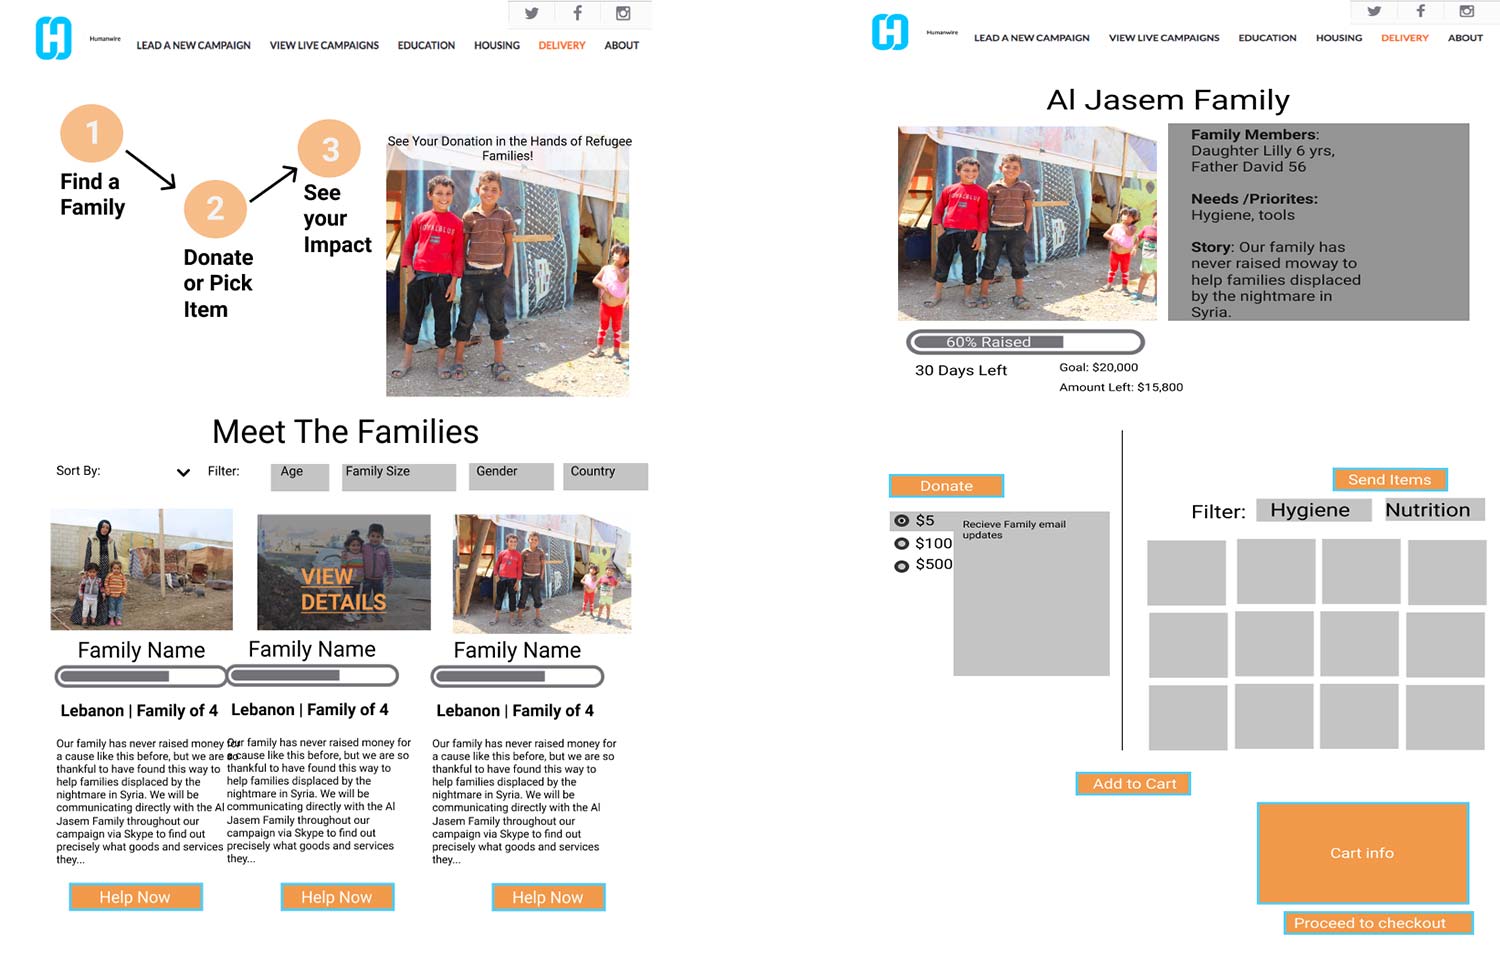 Humanwire
LEAD A NEW CAMPAIGN VIEW LIVE CAMPAIGNS EDUCATION HOUSING DELIVERY ABOUT
1
Find a
Family
2
Donate
or Pick
Item
3
See
your
Impact
See Your Donation in the Hands of Refugee
Families!
Meet The Families
Sort By: Filter: Age Family Size Gender Country
Family Name
Lebanon | Family of 4
Our family has never raised money for
a cause like this before, but we are so
thankful to have found this way to
help families displaced by the
nightmare in Syria. We will be
communicating directly with the Al
Jasem Family throughout our
campaign via Skype to find out
precisely what goods and services
they...
Help Now
VIEW
DETAILS
Family Name
Lebanon | Family of 4
Our family has never raised money for
a cause like this before, but we are so
thankful to have found this way to
help families displaced by the
nightmare in Syria. We will be
communicating directly with the Al
Jasem Family throughout our
campaign via Skype to find out
precisely what goods and services
they...
Help Now
Family Name
Lebanon | Family of 4
Our family has never raised money for
a cause like this before, but we are so
thankful to have found this way to
help families displaced by the
nightmare in Syria. We will be
communicating directly with the Al
Jasem Family throughout our
campaign via Skype to find out
precisely what goods and services
they...
Help Now
Humanwire
LEAD A NEW CAMPAIGN VIEW LIVE CAMPAIGNS EDUCATION HOUSING DELIVERY ABOUT
Al Jasem Family
Family Members:
Daughter Lilly 6 yrs,
Father David 56
Needs /Priorites:
Hygiene, tools
Story: Our family has
never raised moway to
help families displaced
by the nightmare in
Syria.
60% Raised
30 Days Left
Goal: $20,000
Amount Left: $15,800
Donate
$5
$100
$500
Recieve Family email
updates
Send Items
Filter: Hygiene Nutrition
Add to Cart
Cart info
Proceed to checkout